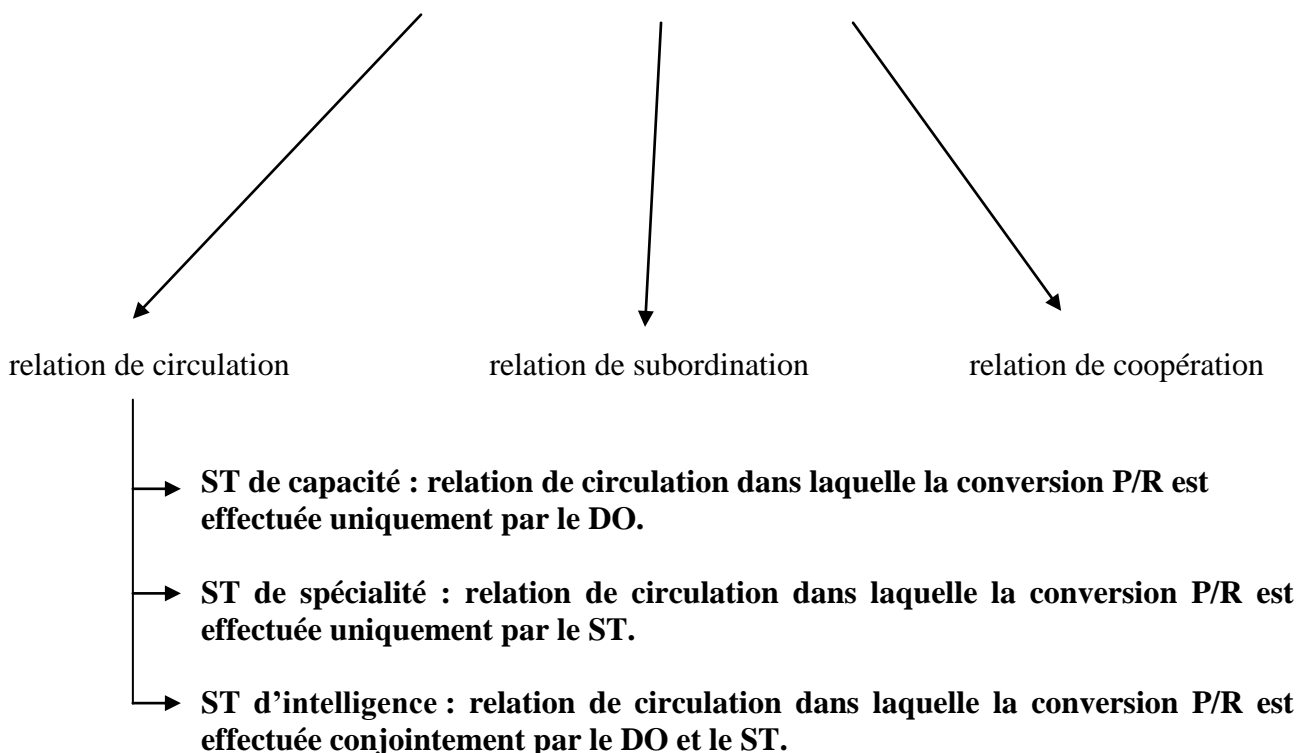 relation de circulation relation de subordination relation de coopération
ST de capacité : relation de circulation dans laquelle la conversion P/R est
effectuée uniquement par le DO.
ST de spécialité : relation de circulation dans laquelle la conversion P/R est
effectuée uniquement par le ST.
ST d’intelligence : relation de circulation dans laquelle la conversion P/R est
effectuée conjointement par le DO et le ST.